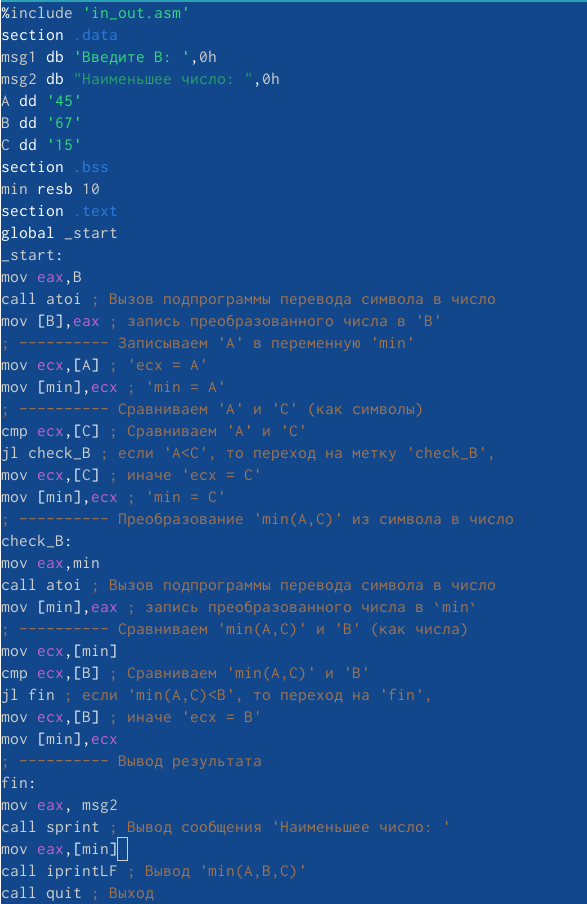 %include 'in_out.asm'
section .data
msg1 db 'Введите B: ',0h
msg2 db "Наименьшее число: ",0h
A dd '45'
B dd '67'
C dd '15'
section .bss
min resb 10
section .text
global _start
_start:
mov eax,B
call atoi ; Вызов подпрограммы перевода символа в число
mov [B],eax ; запись преобразованного числа в 'B'
; ---------- Записываем 'A' в переменную 'min'
mov ecx,[A] ; 'ecx = A'
mov [min],ecx ; 'min = A'
; ---------- Сравниваем 'A' и 'C' (как символы)
cmp ecx,[C] ; Сравниваем 'A' и 'C'
jl check_B ; если 'A<C', то переход на метку 'check_B',
mov ecx,[C] ; иначе 'ecx = C'
mov [min],ecx ; 'min = C'
; ---------- Преобразование 'min(A,C)' из символа в число
check_B:
mov eax,min
call atoi ; Вызов подпрограммы перевода символа в число
mov [min],eax ; запись преобразованного числа в `min`
; ---------- Сравниваем 'min(A,C)' и 'B' (как числа)
mov ecx,[min]
cmp ecx,[B] ; Сравниваем 'min(A,C)' и 'B'
jl fin ; если 'min(A,C)<B', то переход на 'fin',
mov ecx,[B] ; иначе 'ecx = B'
mov [min],ecx
; ---------- Вывод результата
fin:
mov eax, msg2
call sprint ; Вывод сообщения 'Наименьшее число: '
mov eax,[min]
call iprintLF ; Вывод 'min(A,B,C)'
call quit ; Выход